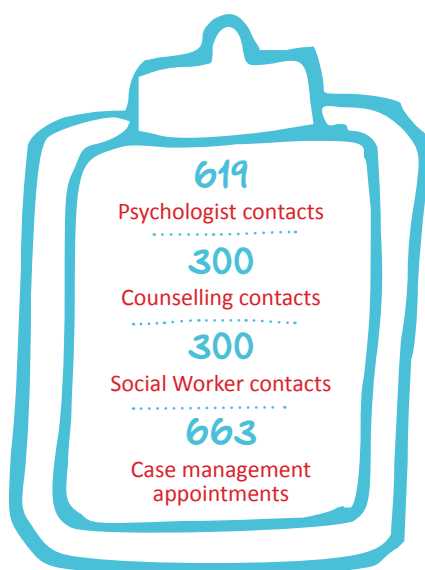 619
Psychologist contacts
300
Counselling contacts
300
Social Worker contacts
663
Case management
appointments